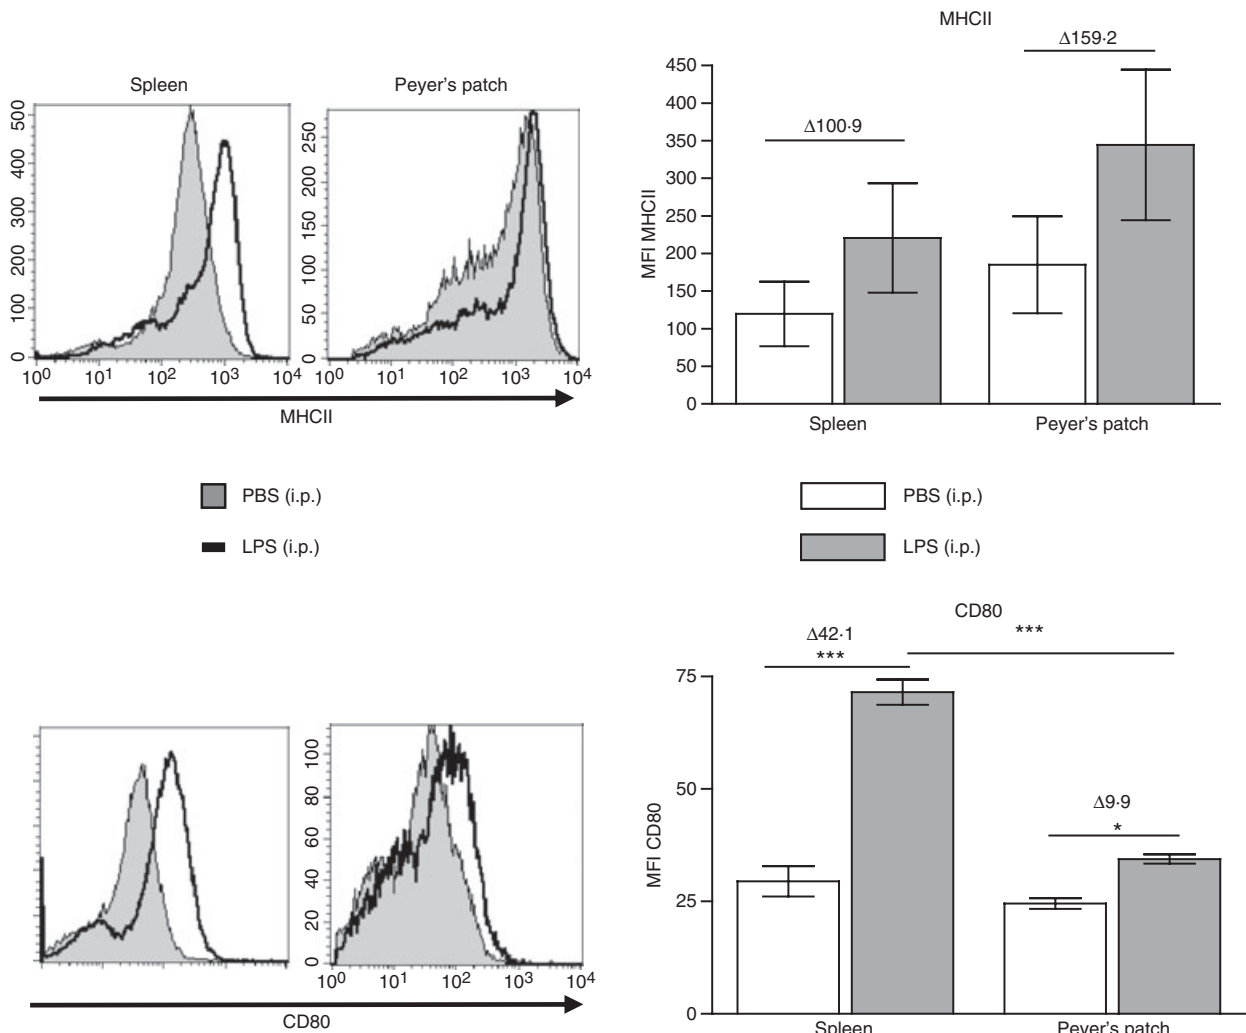 Spleen
Peyer's patch
500
400
300
200
100
0
10⁰ 10¹ 10² 10³ 10⁴
250
200
150
100
50
0
10⁰ 10¹ 10² 10³ 10⁴
MHCII
PBS (i.p.)
LPS (i.p.)
MHCII
Δ159·2
Δ100·9
MFI MHCII
450
400
350
300
250
200
150
100
50
0
Spleen Peyer's patch
PBS (i.p.)
LPS (i.p.)
100
80
60
40
20
0
10⁰ 10¹ 10² 10³ 10⁴
CD80
CD80
Δ42·1
***
***
Δ9·9
*
MFI CD80
75
50
25
0
Spleen Peyer's patch